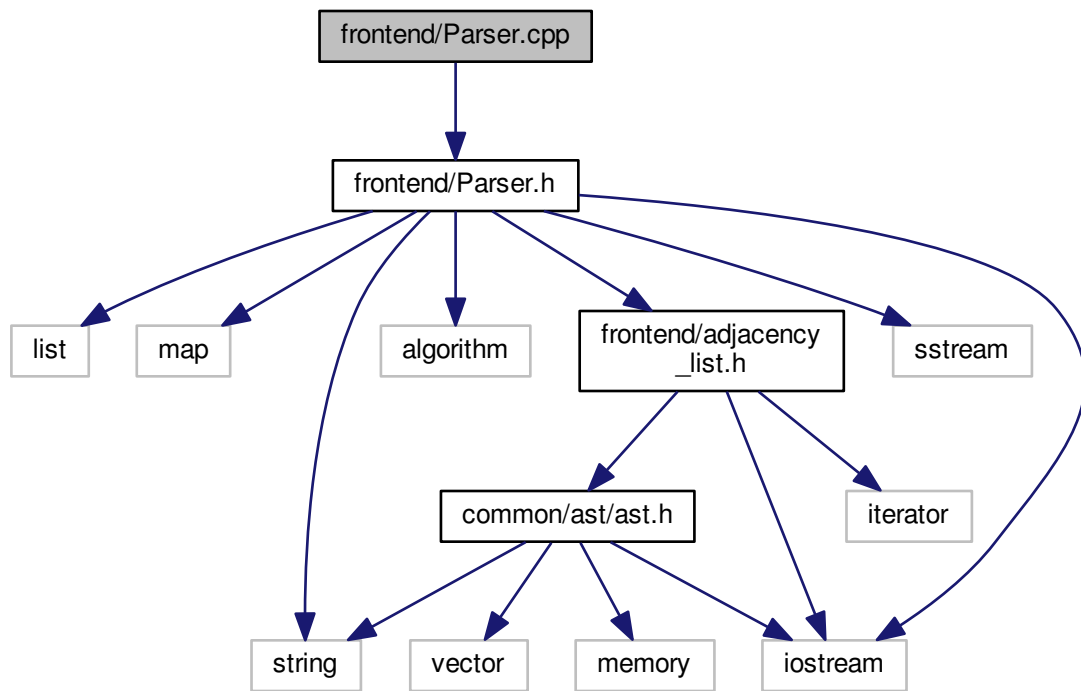 frontend/Parser.cpp
frontend/Parser.h
list
map
algorithm
frontend/adjacency
_list.h
sstream
common/ast/ast.h
iterator
string
vector
memory
iostream